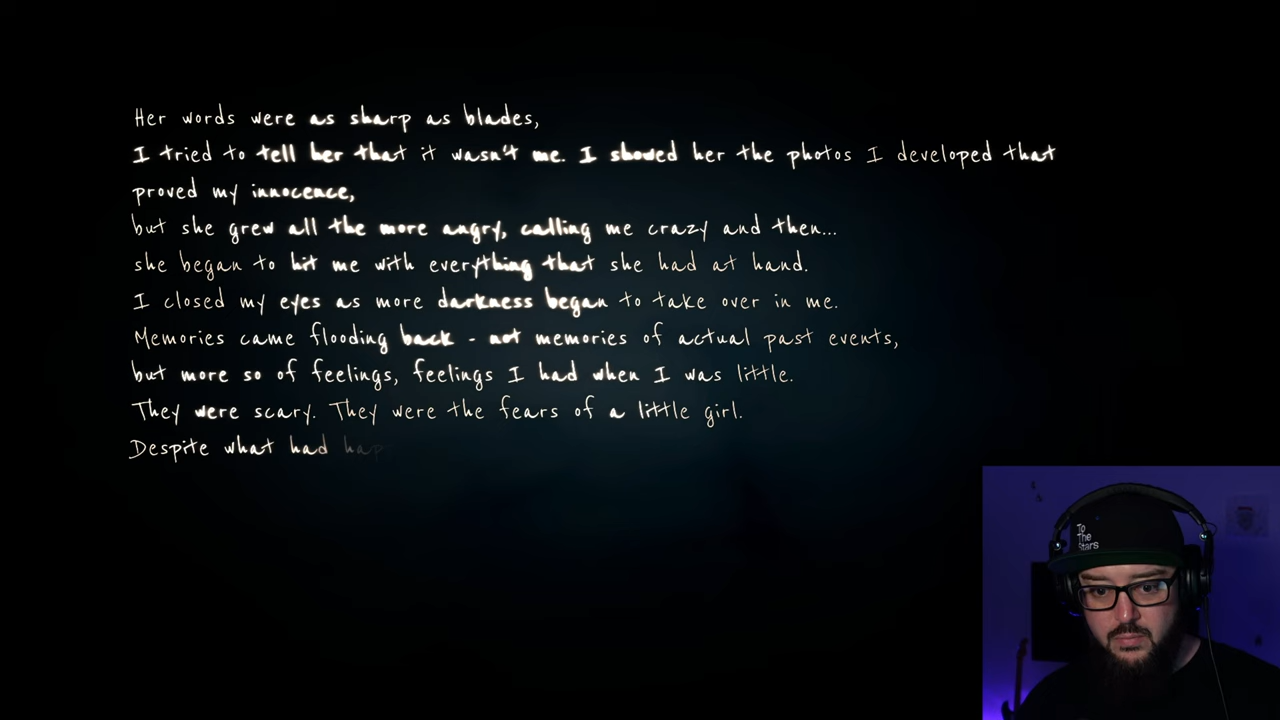 Her words were as sharp as blades,
I tried to tell her that it wasn't me. I showed her the photos I developed that
proved my innocence,
but she grew all the more angry, calling me crazy and then...
she began to hit me with everything that she had at hand.
I closed my eyes as more darkness began to take over in me.
Memories came flooding back - not memories of actual past events,
but more so of feelings, feelings I had when I was little.
They were scary. They were the fears of a little girl.
Despite what had hap
To
The
Stars